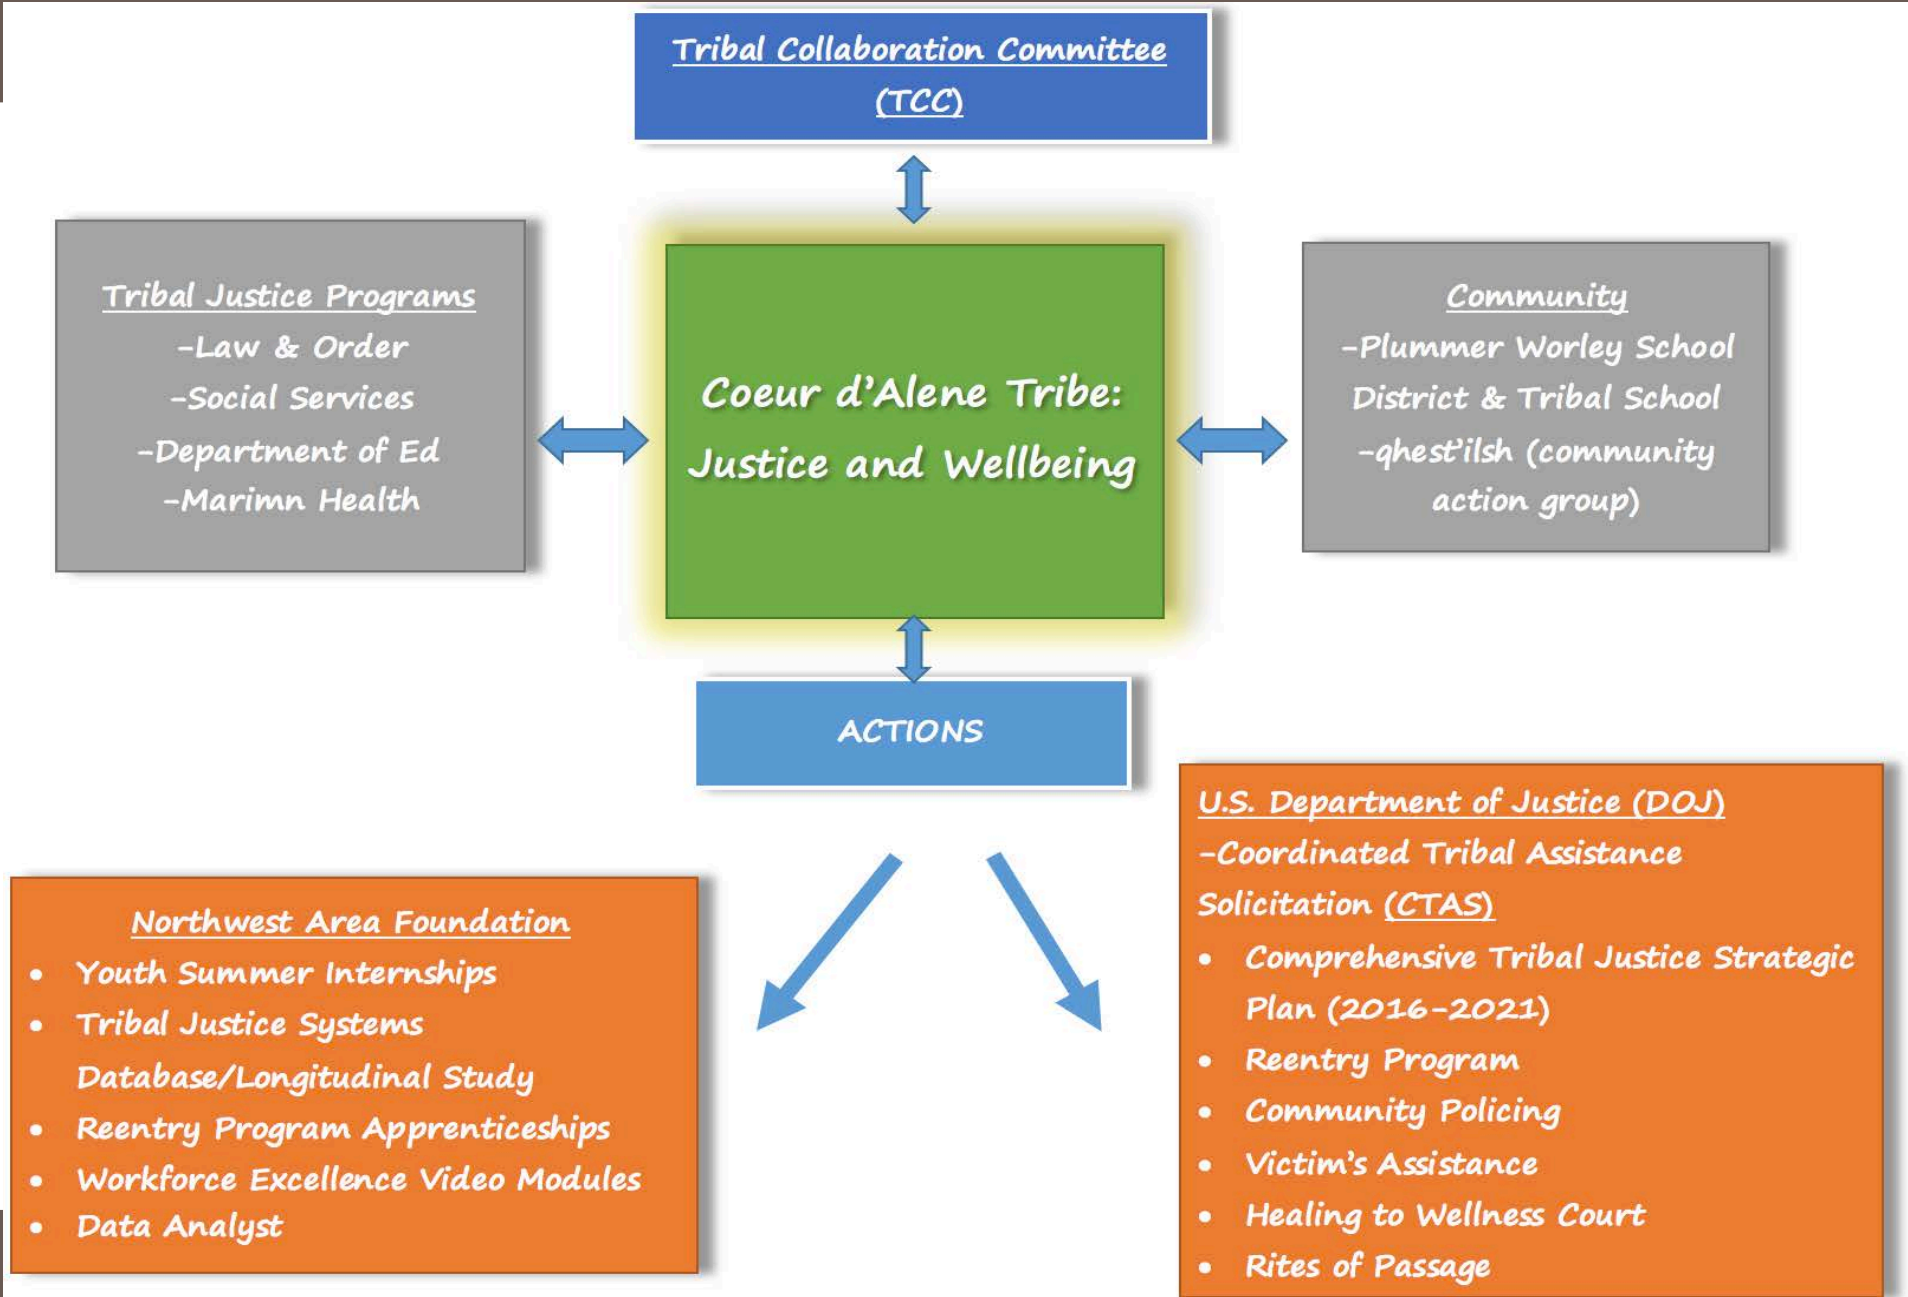 Tribal Collaboration Committee
(TCC)
Tribal Justice Programs
-Law & Order
-Social Services
-Department of Ed
-Marimn Health
Coeur d'Alene Tribe:
Justice and Wellbeing
Community
-Plummer Worley School
District & Tribal School
-qhest'ilsh (community
action group)
ACTIONS
Northwest Area Foundation
• Youth Summer Internships
• Tribal Justice Systems
Database/Longitudinal Study
• Reentry Program Apprenticeships
• Workforce Excellence Video Modules
• Data Analyst
U.S. Department of Justice (DOJ)
-Coordinated Tribal Assistance
Solicitation (CTAS)
• Comprehensive Tribal Justice Strategic
Plan (2016-2021)
• Reentry Program
• Community Policing
• Victim's Assistance
• Healing to Wellness Court
• Rites of Passage